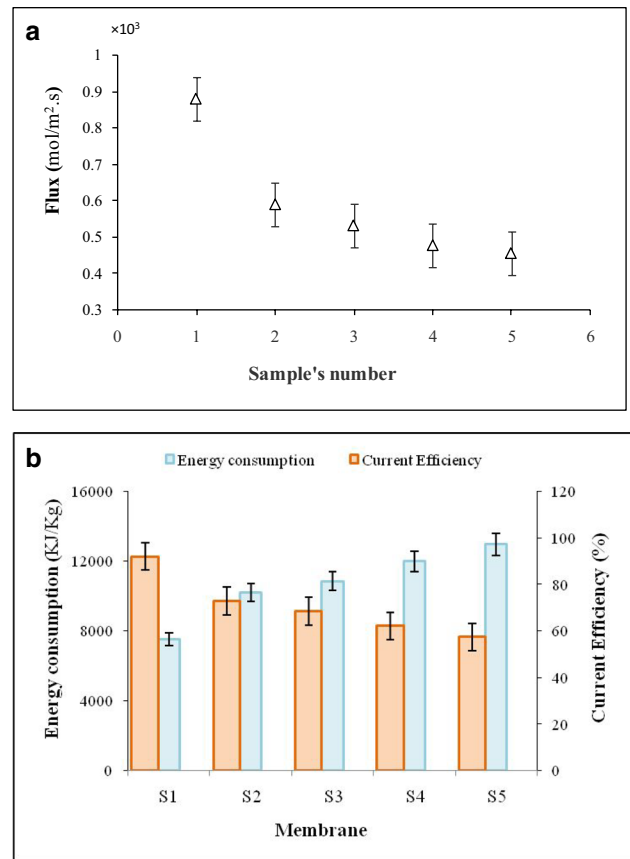 a
×10³
1
0.9
0.8
0.7
0.6
0.5
0.4
0.3
Flux (mol/m².s)
0 1 2 3 4 5 6
Sample's number
b
Energy consumption Current Efficiency
16000
12000
8000
4000
0
Energy consumption (KJ/Kg)
120
100
80
60
40
20
0
Current Efficiency (%)
S1 S2 S3 S4 S5
Membrane